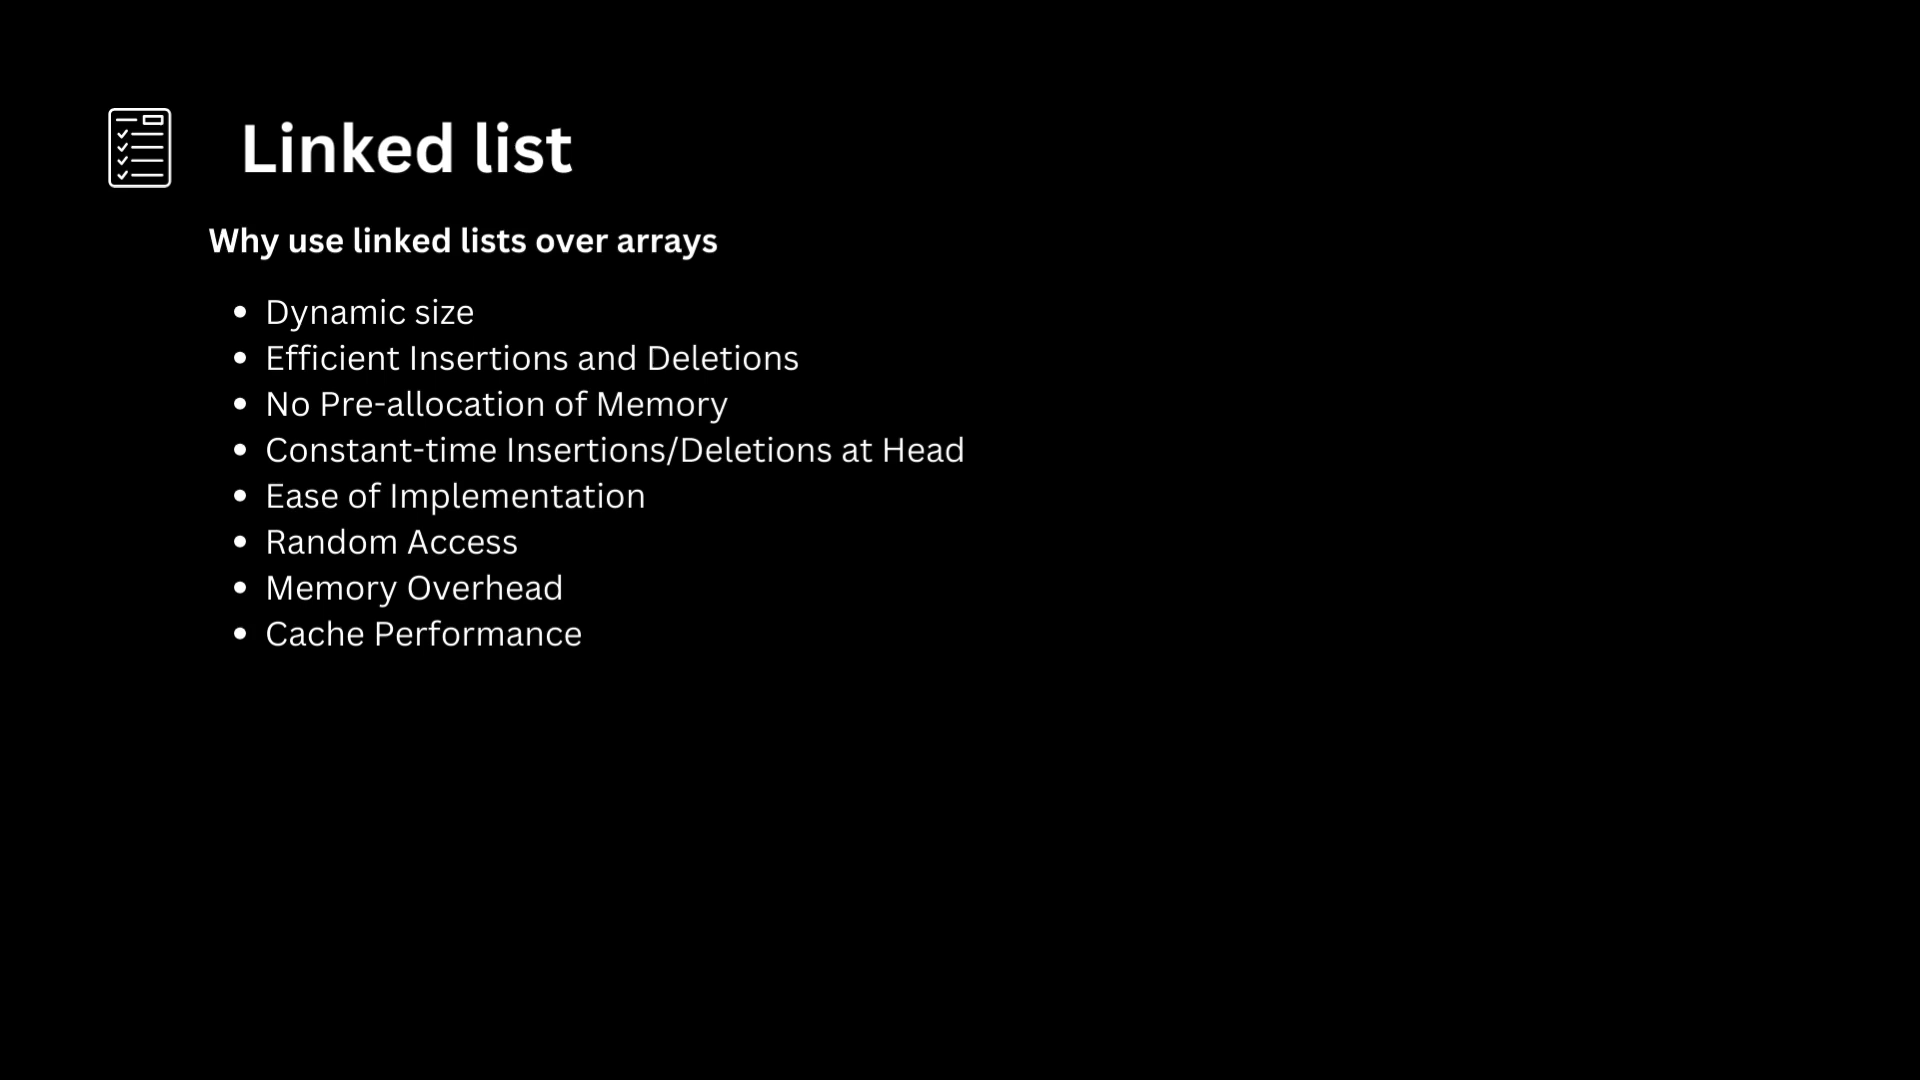 Linked list
Why use linked lists over arrays
• Dynamic size
• Efficient Insertions and Deletions
• No Pre-allocation of Memory
• Constant-time Insertions/Deletions at Head
• Ease of Implementation
• Random Access
• Memory Overhead
• Cache Performance